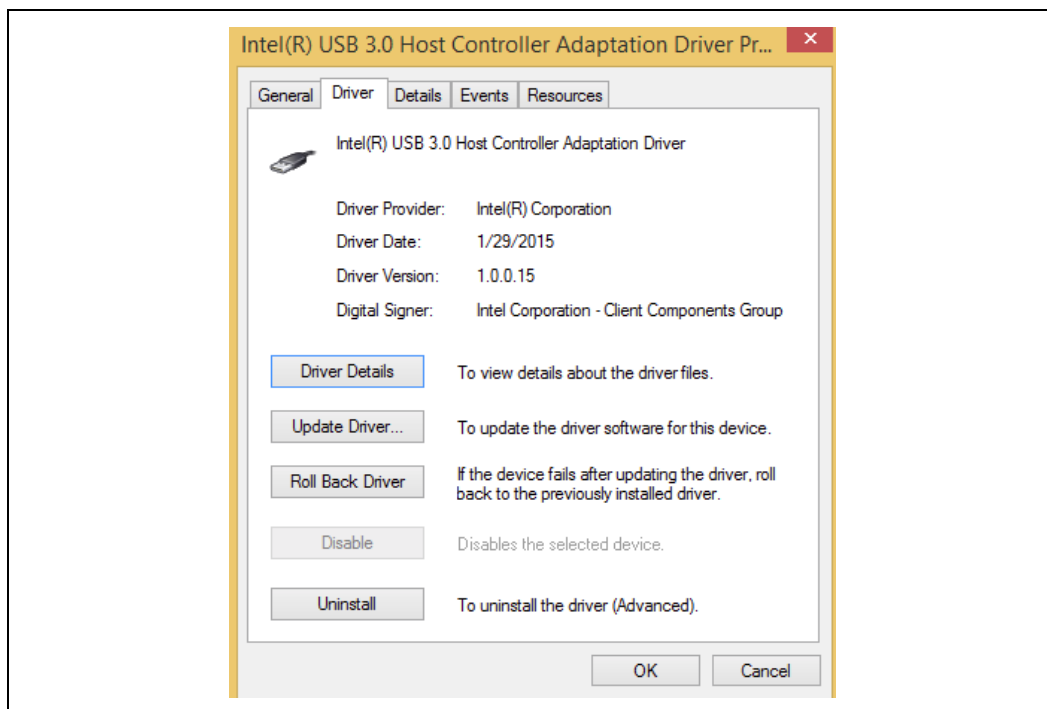 Intel(R) USB 3.0 Host Controller Adaptation Driver Pr...
General Driver Details Events Resources
Intel(R) USB 3.0 Host Controller Adaptation Driver
Driver Provider: Intel(R) Corporation
Driver Date: 1/29/2015
Driver Version: 1.0.0.15
Digital Signer: Intel Corporation - Client Components Group
Driver Details To view details about the driver files.
Update Driver... To update the driver software for this device.
Roll Back Driver If the device fails after updating the driver, roll
back to the previously installed driver.
Disable Disables the selected device.
Uninstall To uninstall the driver (Advanced).
OK Cancel